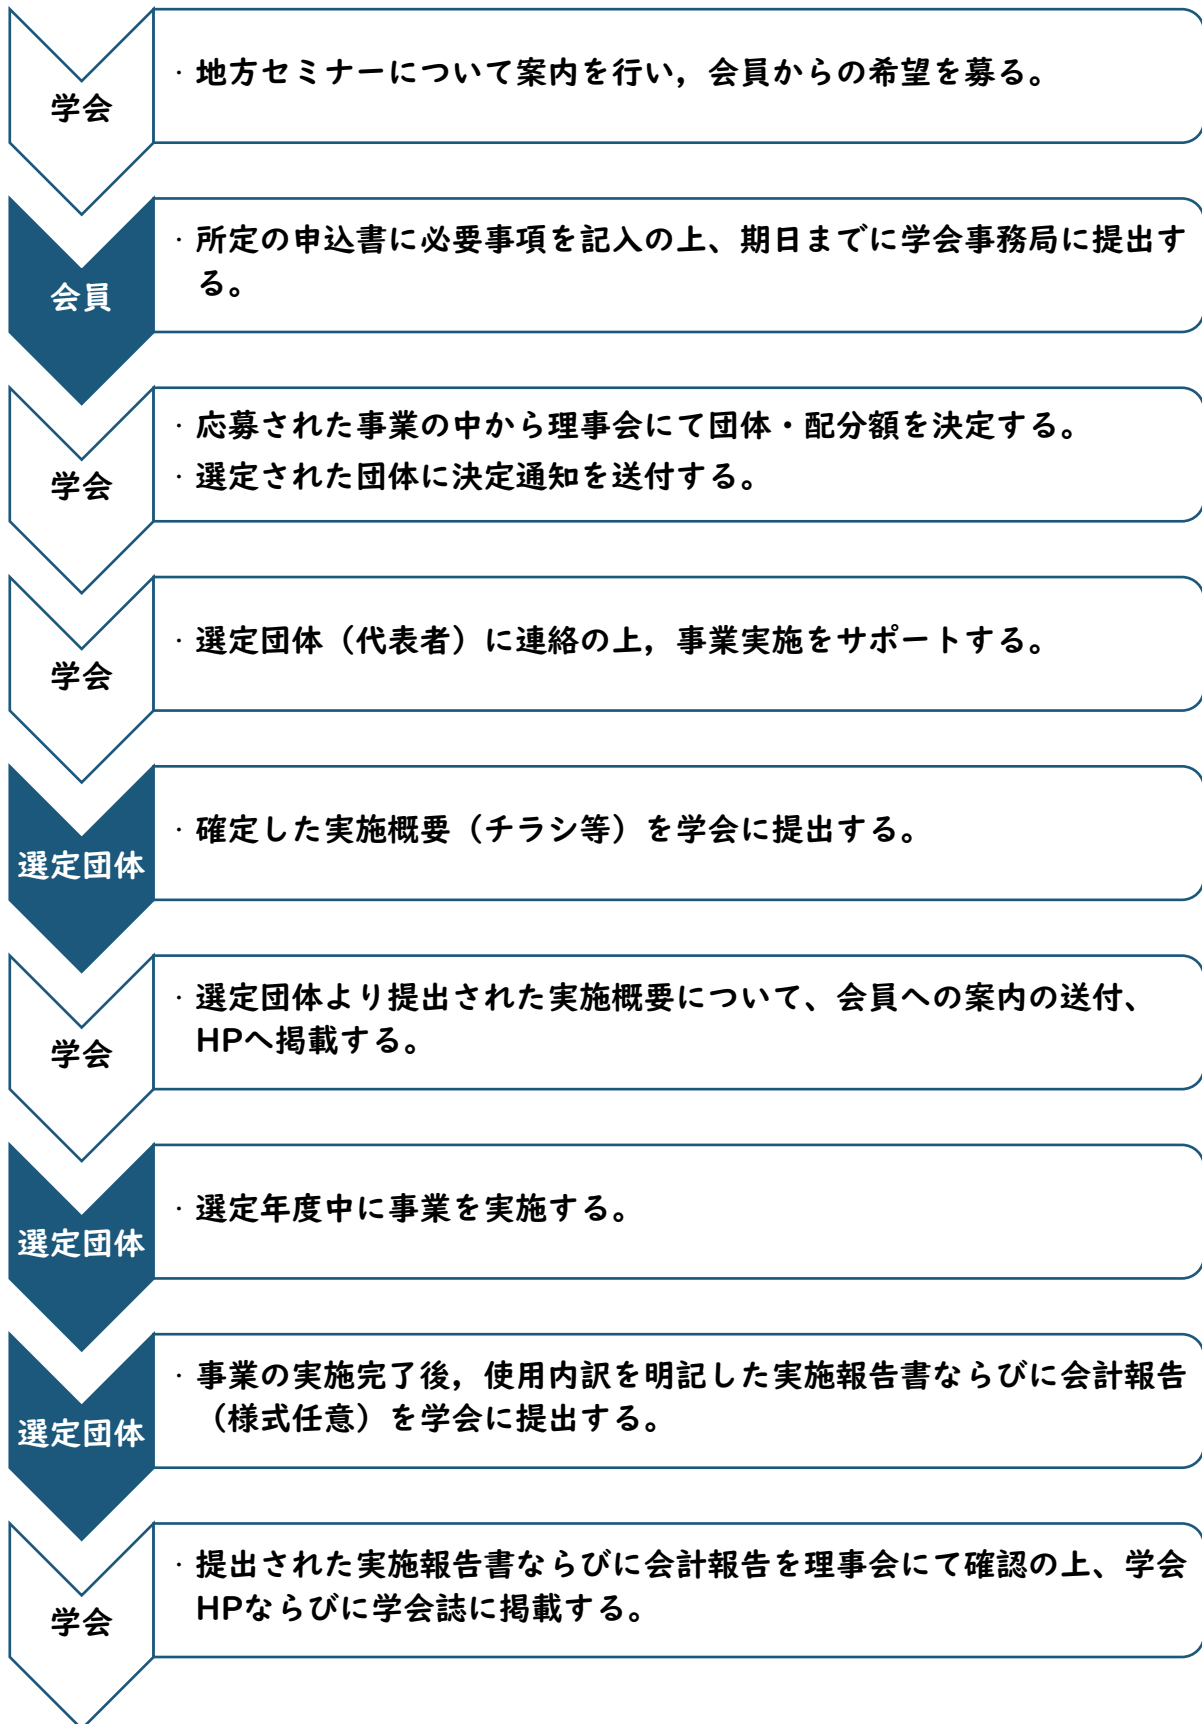 学会
・地方セミナーについて案内を行い，会員からの希望を募る。
会員
・所定の申込書に必要事項を記入の上、期日までに学会事務局に提出す
る。
学会
・応募された事業の中から理事会にて団体・配分額を決定する。
・選定された団体に決定通知を送付する。
学会
・選定団体（代表者）に連絡の上，事業実施をサポートする。
選定団体
・確定した実施概要（チラシ等）を学会に提出する。
学会
・選定団体より提出された実施概要について、会員への案内の送付、
HPへ掲載する。
選定団体
・選定年度中に事業を実施する。
選定団体
・事業の実施完了後，使用内訳を明記した実施報告書ならびに会計報告
（様式任意）を学会に提出する。
学会
・提出された実施報告書ならびに会計報告を理事会にて確認の上、学会
HPならびに学会誌に掲載する。